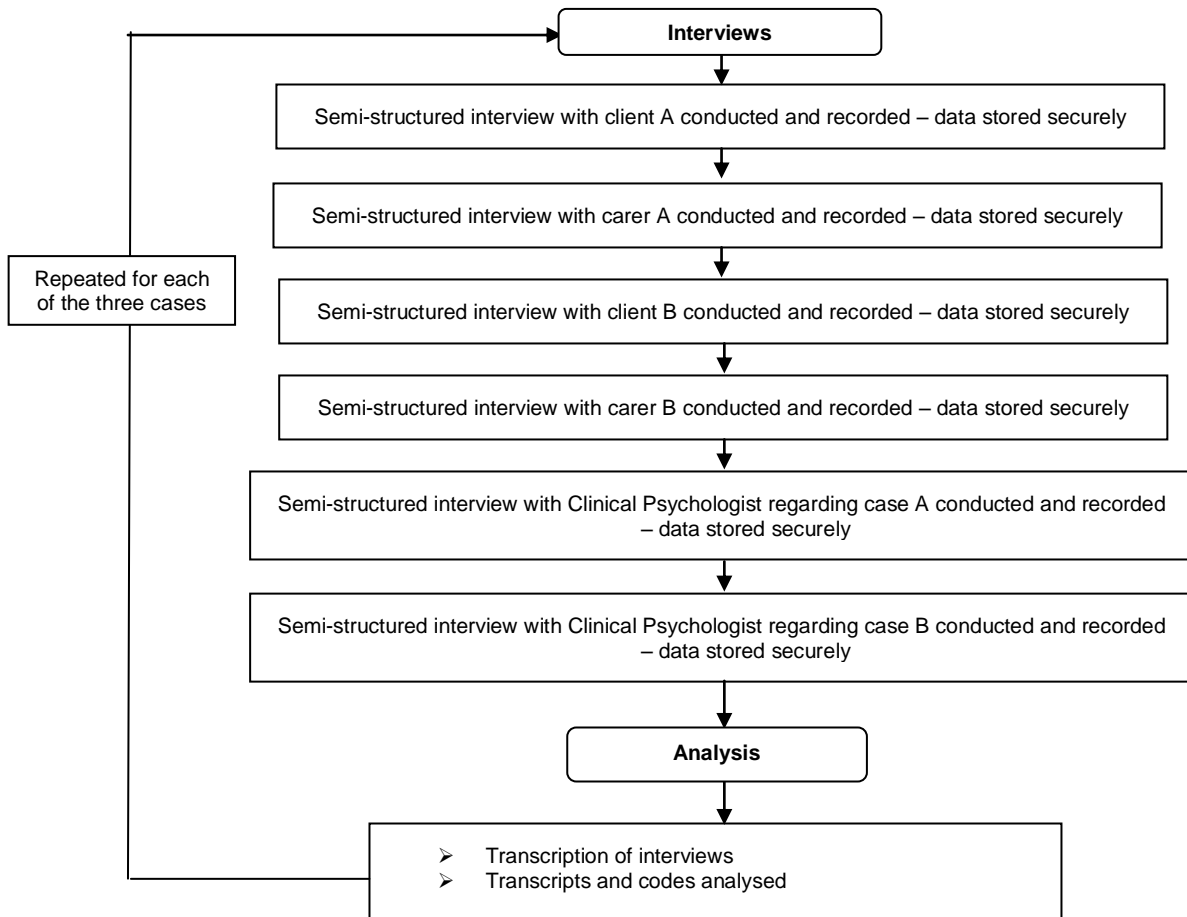 Interviews
Semi-structured interview with client A conducted and recorded – data stored securely
Semi-structured interview with carer A conducted and recorded – data stored securely
Repeated for each
of the three cases
Semi-structured interview with client B conducted and recorded – data stored securely
Semi-structured interview with carer B conducted and recorded – data stored securely
Semi-structured interview with Clinical Psychologist regarding case A conducted and recorded
– data stored securely
Semi-structured interview with Clinical Psychologist regarding case B conducted and recorded
– data stored securely
Analysis
➢ Transcription of interviews
➢ Transcripts and codes analysed